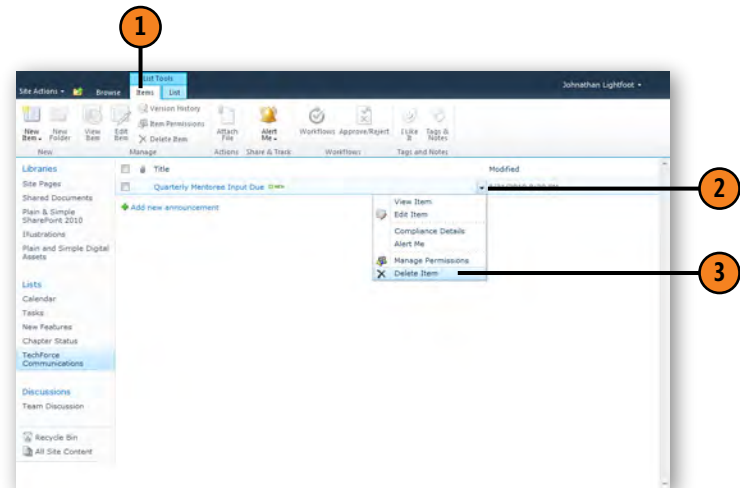 1
List Tools
Site Actions Browse Items List Johnathan Lightfoot
New Item New Folder View Item Edit Item Version History Item Permissions Delete Item Attach File Alert Me Workflows Approve/Reject I Like It Tags & Notes
New Manage Actions Share & Track Workflows Tags and Notes
Libraries
Site Pages
Shared Documents
Plain & Simple
SharePoint 2010
Illustrations
Plain and Simple Digital
Assets
Lists
Calendar
Tasks
New Features
Chapter Status
TechForce
Communications
Discussions
Team Discussion
Recycle Bin
All Site Content
Title Modified
Quarterly Mentoree Input Due NEW
Add new announcement
View Item
Edit Item
Compliance Details
Alert Me
Manage Permissions
Delete Item
2
3